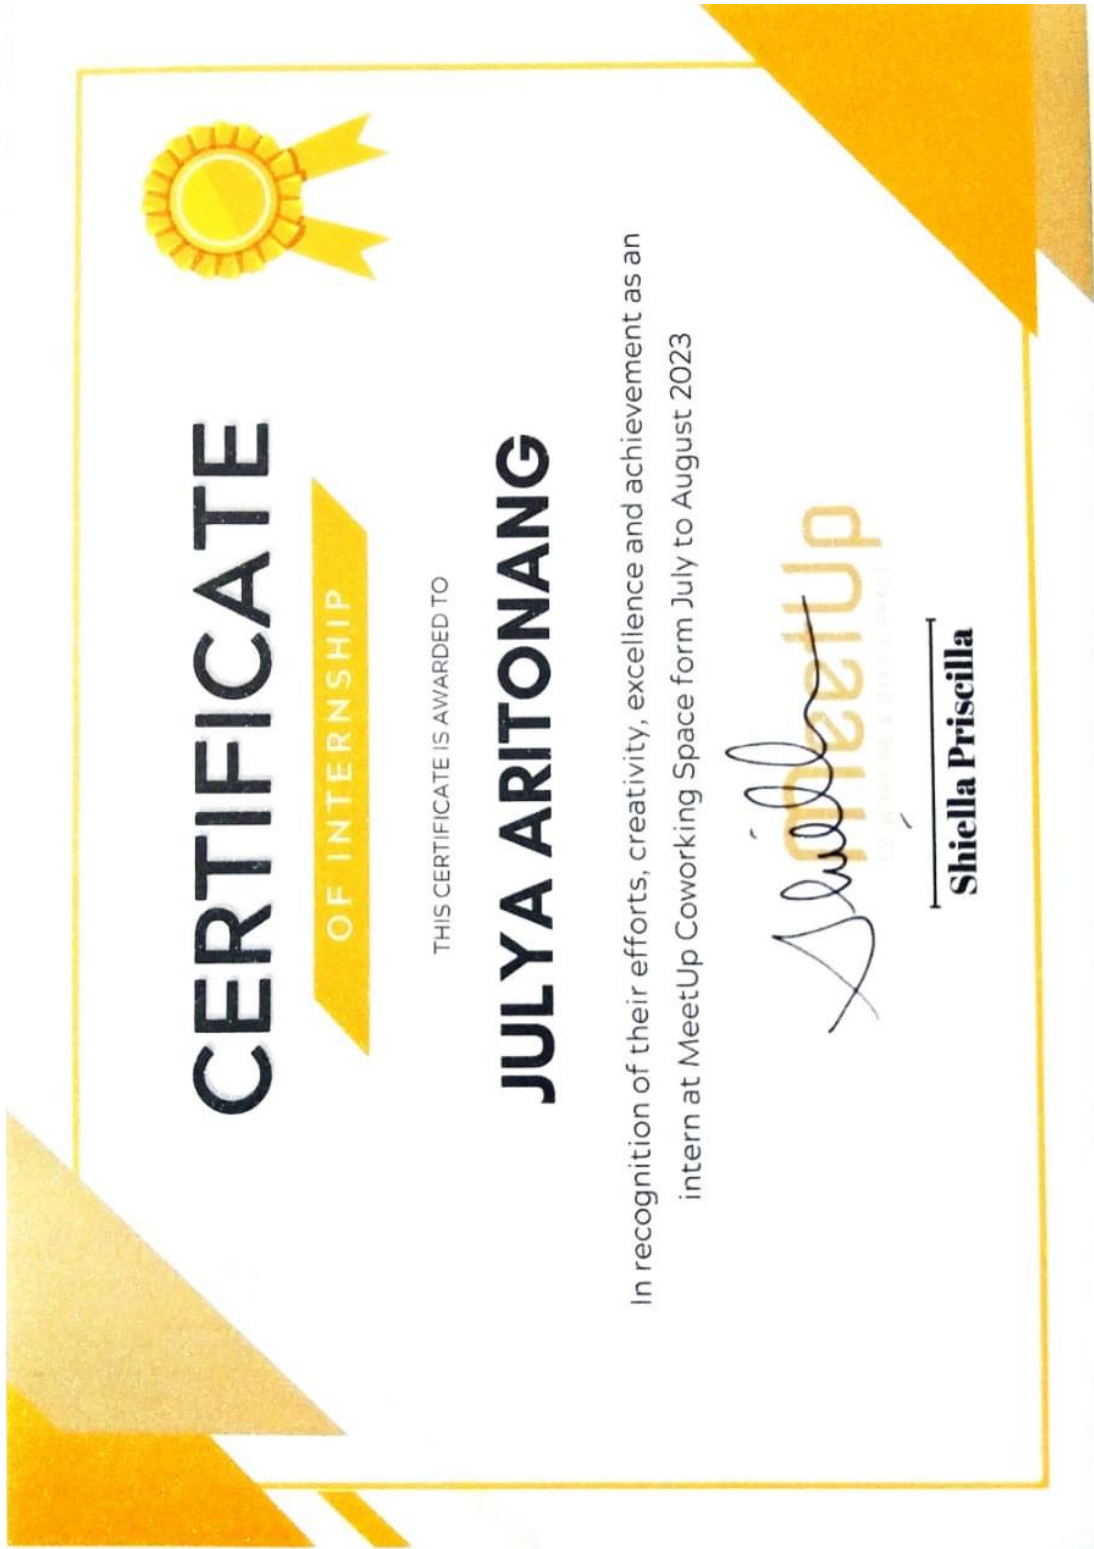 CERTIFICATE
OF INTERNSHIP
THIS CERTIFICATE IS AWARDED TO
JULYA ARITONANG
In recognition of their efforts, creativity, excellence and achievement as an
intern at MeetUp Coworking Space form July to August 2023
meetup
Shiella Priscilla